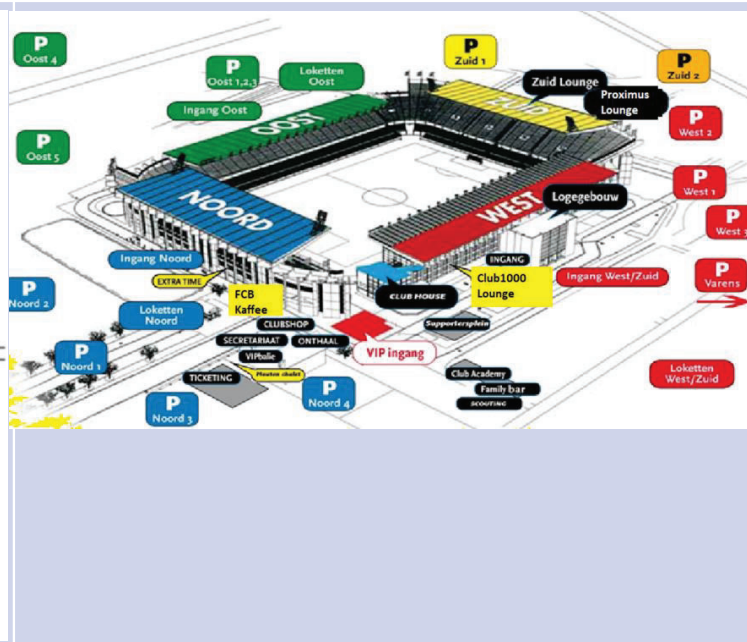 P
Oost 4
P
Oost 1,2,3
Loketten
Oost
P
Zuid 1
P
Zuid 2
Zuid Lounge
Proximus
Lounge
Ingang Oost
OOST
ZUID
P
West 2
P
Oost 5
P
West 1
NOORD
WEST
Logegebouw
P
West 3
Ingang Noord
INGANG
Ingang West/Zuid
P
Varens
EXTRA TIME
Club1000
Lounge
P
Noord 2
FCB
Kaffee
CLUB HOUSE
Loketten
Noord
CLUBSHOP
Supportersplein
SECRETARIAAT
ONTHAAL
VIP ingang
P
Noord 1
VIPbalie
Houten chalet
TICKETING
Club Academy
Loketten
West/Zuid
P
Noord 4
Family bar
P
Noord 3
SCOUTING